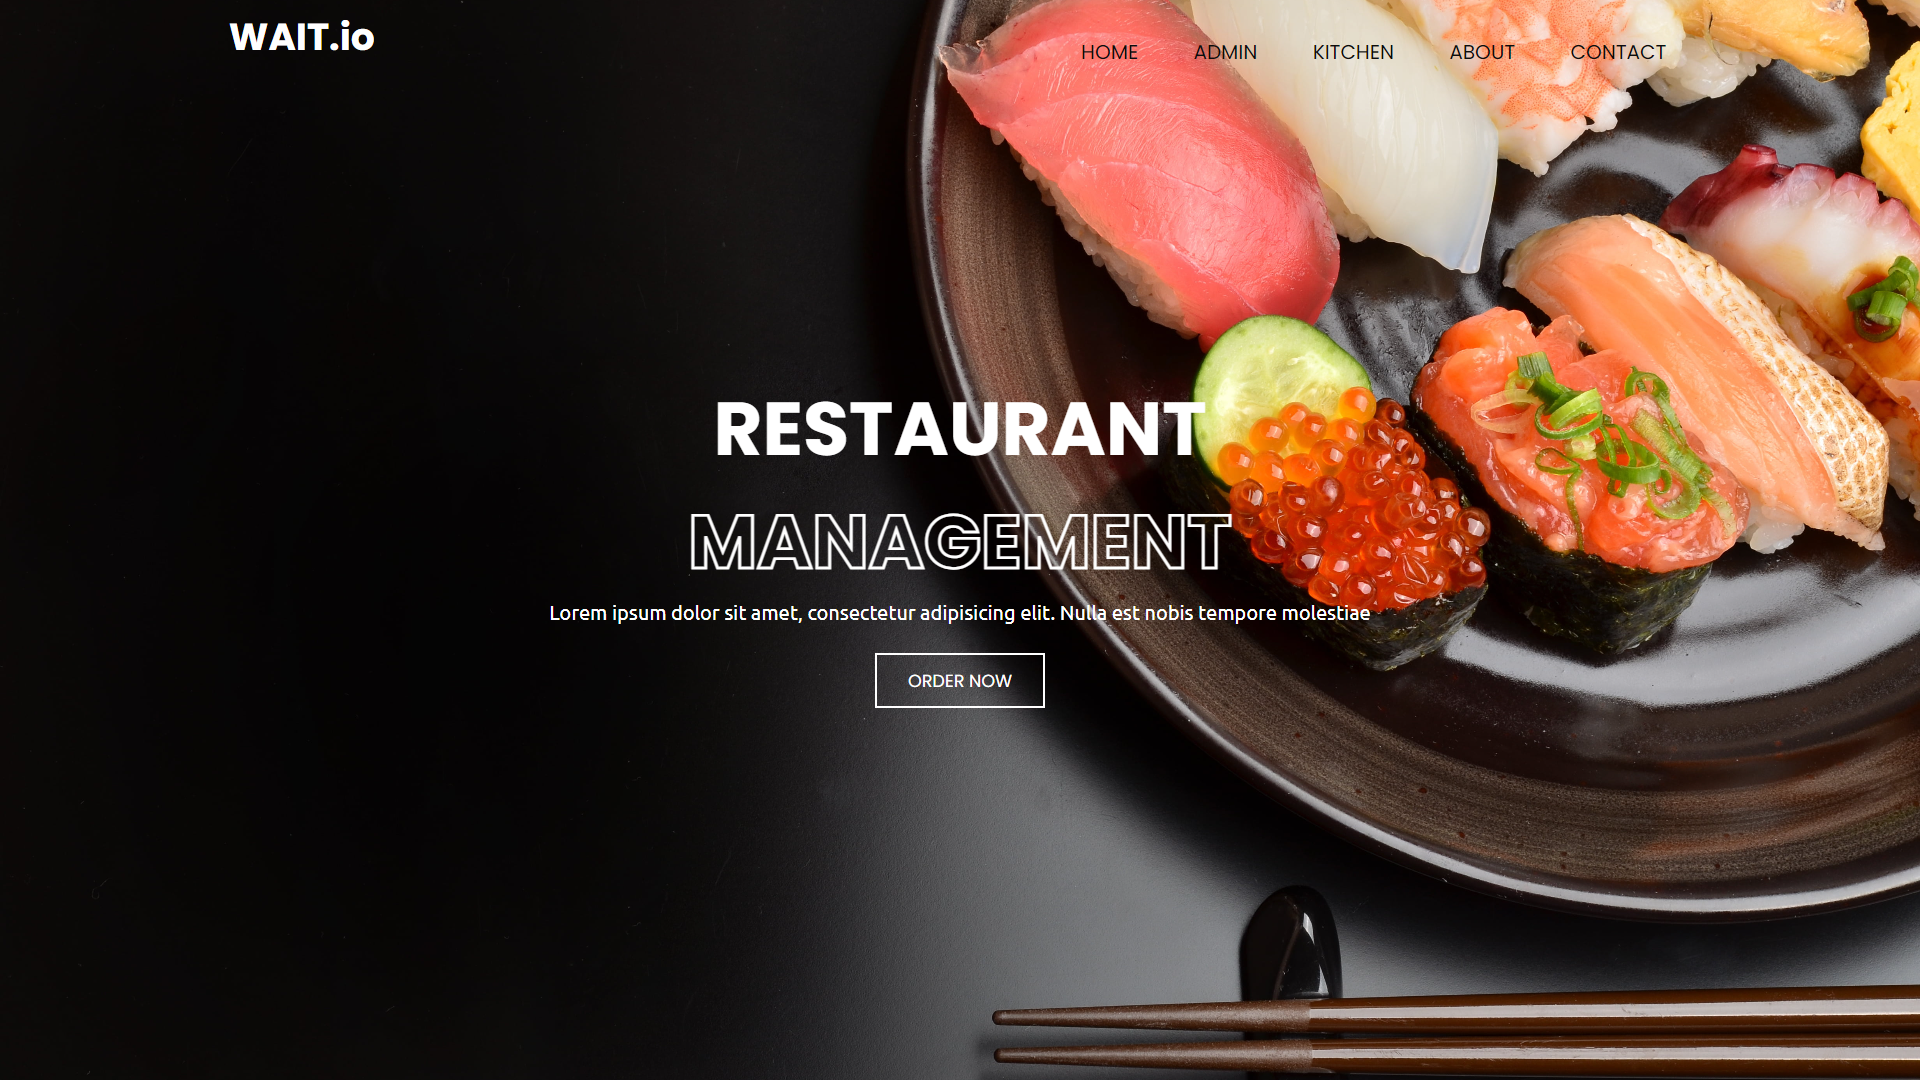 WAIT.io
HOME ADMIN KITCHEN ABOUT CONTACT
RESTAURANT
MANAGEMENT
Lorem ipsum dolor sit amet, consectetur adipisicing elit. Nulla est nobis tempore molestiae
ORDER NOW